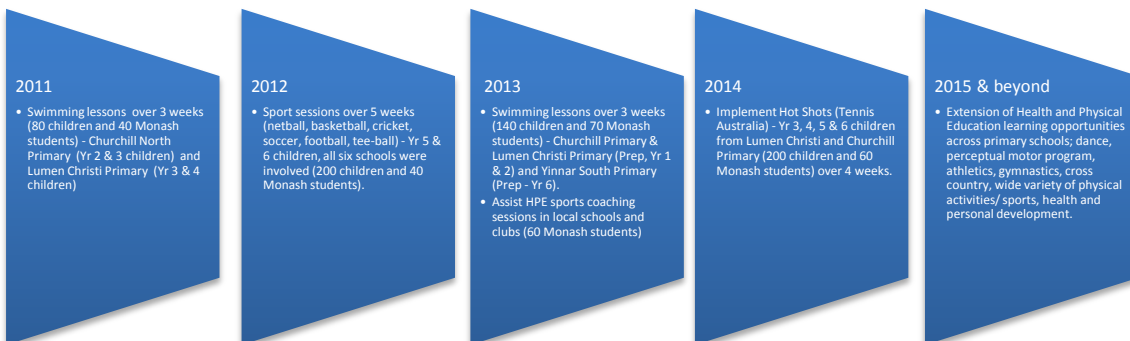 2011
• Swimming lessons over 3 weeks
(80 children and 40 Monash
students) - Churchill North
Primary (Yr 2 & 3 children) and
Lumen Christi Primary (Yr 3 & 4
children)
2012
• Sport sessions over 5 weeks
(netball, basketball, cricket,
soccer, football, tee-ball) - Yr 5 &
6 children, all six schools were
involved (200 children and 40
Monash students).
2013
• Swimming lessons over 3 weeks
(140 children and 70 Monash
students) - Churchill Primary &
Lumen Christi Primary (Prep, Yr 1
& 2) and Yinnar South Primary
(Prep - Yr 6).
• Assist HPE sports coaching
sessions in local schools and
clubs (60 Monash students)
2014
• Implement Hot Shots (Tennis
Australia) - Yr 3, 4, 5 & 6 children
from Lumen Christi and Churchill
Primary (200 children and 60
Monash students) over 4 weeks.
2015 & beyond
• Extension of Health and Physical
Education learning opportunities
across primary schools; dance,
perceptual motor program,
athletics, gymnastics, cross
country, wide variety of physical
activities/ sports, health and
personal development.